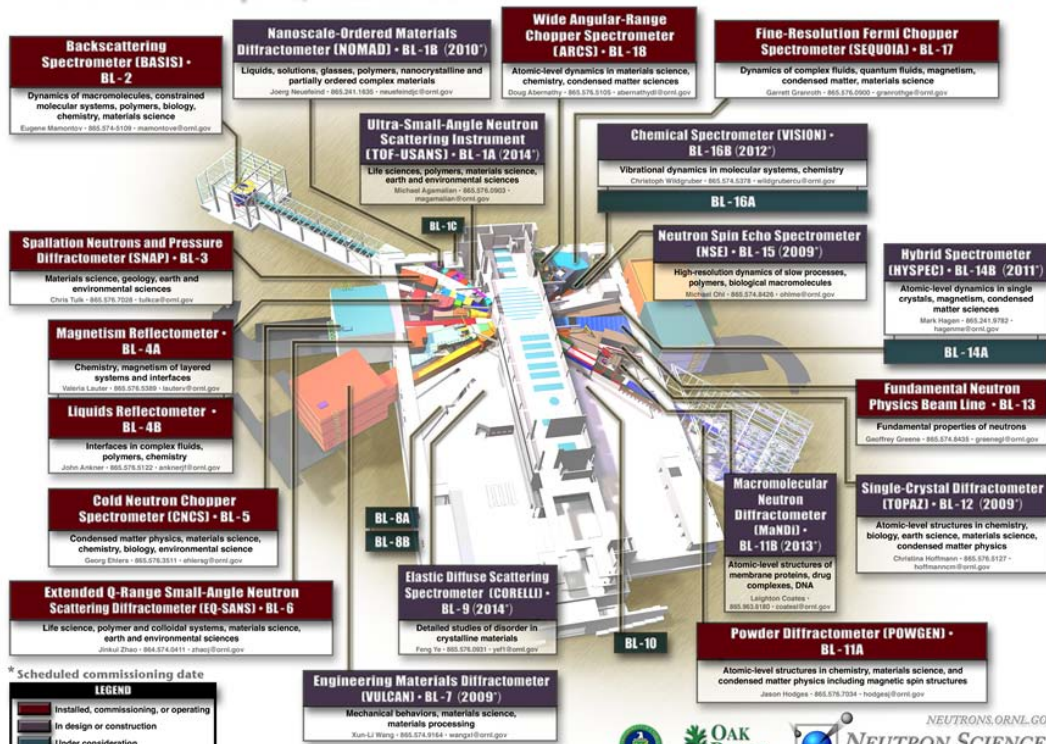 Backscattering
Spectrometer (BASIS) •
BL - 2
Dynamics of macromolecules, constrained
molecular systems, polymers, biology,
chemistry, materials science
Eugene Mamontov • 865.574-5109 • mamontove@ornl.gov
Nanoscale-Ordered Materials
Diffractometer (NOMAD) • BL - 1B (2010*)
Liquids, solutions, glasses, polymers, nanocrystalline and
partially ordered complex materials
Joerg Neuefeind • 865.241.1635 • neuefeindjc@ornl.gov
Wide Angular-Range
Chopper Spectrometer
(ARCS) • BL - 18
Atomic-level dynamics in materials science,
chemistry, condensed matter sciences
Doug Abernathy • 865.576.5105 • abernathydl@ornl.gov
Fine-Resolution Fermi Chopper
Spectrometer (SEQUOIA) • BL - 17
Dynamics of complex fluids, quantum fluids, magnetism,
condensed matter, materials science
Garrett Granroth • 865.576.0900 • granrothge@ornl.gov
Ultra-Small-Angle Neutron
Scattering Instrument
(TOF-USANS) • BL - 1A (2014*)
Life sciences, polymers, materials science,
earth and environmental sciences
Michael Agamalian • 865.576.0903 •
magamalian@ornl.gov
Chemical Spectrometer (VISION) •
BL - 16B (2012*)
Vibrational dynamics in molecular systems, chemistry
Christoph Wildgruber • 865.574.5378 • wildgrubercu@ornl.gov
BL - 16A
BL - 1C
Spallation Neutrons and Pressure
Diffractometer (SNAP) • BL - 3
Materials science, geology, earth and
environmental sciences
Chris Tulk • 865.576.7028 • tulkca@ornl.gov
Neutron Spin Echo Spectrometer
(NSE) • BL - 15 (2009*)
High-resolution dynamics of slow processes,
polymers, biological macromolecules
Michael Ohl • 865.574.8426 • ohlme@ornl.gov
Hybrid Spectrometer
(HYSPEC) • BL - 14B (2011*)
Atomic-level dynamics in single
crystals, magnetism, condensed
matter sciences
Mark Hagen • 865.241.9782 •
hagenme@ornl.gov
BL - 14A
Magnetism Reflectometer •
BL - 4A
Chemistry, magnetism of layered
systems and interfaces
Valeria Lauter • 865.576.5389 • lauterv@ornl.gov
Liquids Reflectometer •
BL - 4B
Interfaces in complex fluids,
polymers, chemistry
John Ankner • 865.576.5122 • anknerjf@ornl.gov
Fundamental Neutron
Physics Beam Line • BL - 13
Fundamental properties of neutrons
Geoffrey Greene • 865.574.8435 • greenegl@ornl.gov
Cold Neutron Chopper
Spectrometer (CNCS) • BL - 5
Condensed matter physics, materials science,
chemistry, biology, environmental science
Georg Ehlers • 865.576.3511 • ehlersg@ornl.gov
BL - 8A
BL - 8B
Macromolecular
Neutron
Diffractometer
(MaNDi) •
BL - 11B (2013*)
Atomic-level structures of
membrane proteins, drug
complexes, DNA
Leighton Coates •
865.963.6180 • coatesl@ornl.gov
Single-Crystal Diffractometer
(TOPAZ) • BL - 12 (2009*)
Atomic-level structures in chemistry,
biology, earth science, materials science,
condensed matter physics
Christina Hoffmann • 865.576.5127 •
hoffmanncm@ornl.gov
Extended Q-Range Small-Angle Neutron
Scattering Diffractometer (EQ-SANS) • BL - 6
Life science, polymer and colloidal systems, materials science,
earth and environmental sciences
Jinkui Zhao • 864.574.0411 • zhaoj@ornl.gov
Elastic Diffuse Scattering
Spectrometer (CORELLI) •
BL - 9 (2014*)
Detailed studies of disorder in
crystalline materials
Feng Ye • 865.576.0931 • yef1@ornl.gov
BL - 10
Powder Diffractometer (POWGEN) •
BL - 11A
Atomic-level structures in chemistry, materials science, and
condensed matter physics including magnetic spin structures
Jason Hodges • 865.576.7034 • hodgesj@ornl.gov
Engineering Materials Diffractometer
(VULCAN) • BL - 7 (2009*)
Mechanical behaviors, materials science,
materials processing
Xun-Li Wang • 865.574.9164 • wangxl@ornl.gov
* Scheduled commissioning date
LEGEND
Installed, commissioning, or operating
In design or construction
Under consideration
OAK
NEUTRONS.ORNL.GO
NEUTRON SCIENCE